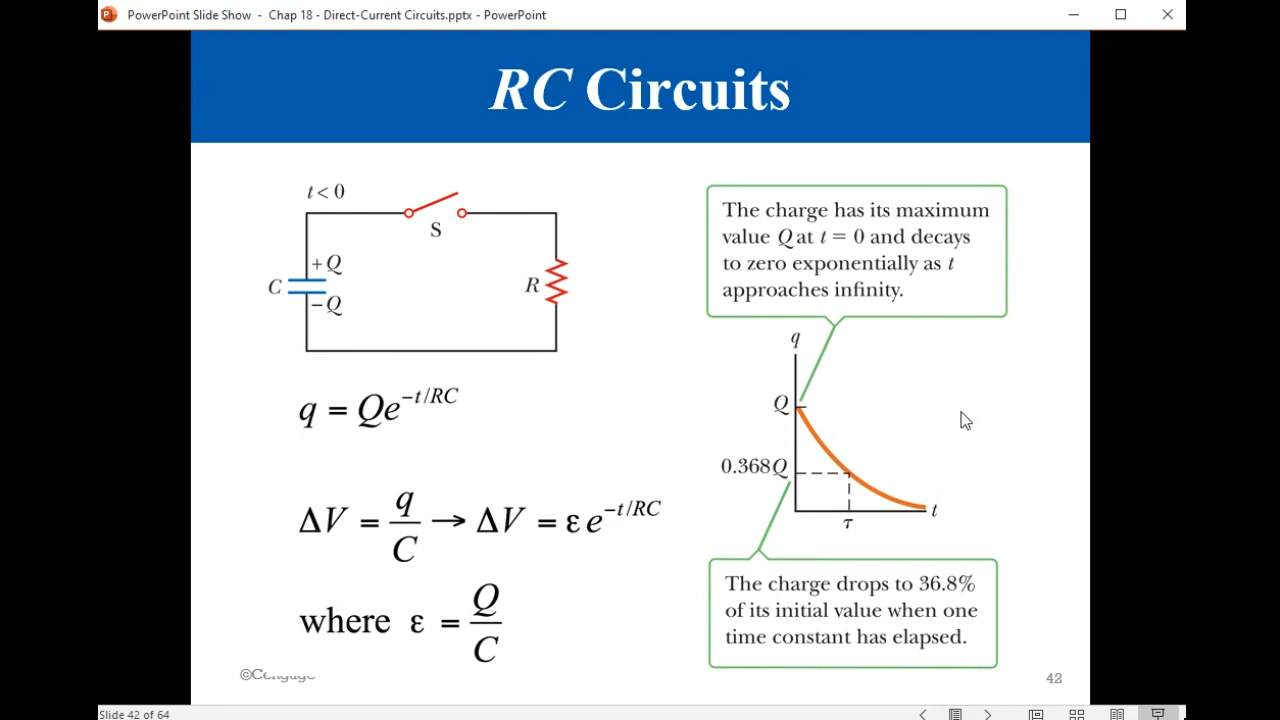 PowerPoint Slide Show - Chap 18 - Direct-Current Circuits.pptx - PowerPoint
RC Circuits
t < 0
S
+Q
C
−Q
R
q = Qe^{−t/RC}
ΔV = q/C → ΔV = ε e^{−t/RC}
where ε = Q/C
The charge has its maximum
value Q at t = 0 and decays
to zero exponentially as t
approaches infinity.
q
Q
0.368Q
t
τ
The charge drops to 36.8%
of its initial value when one
time constant has elapsed.
©Cengage
42
Slide 42 of 64